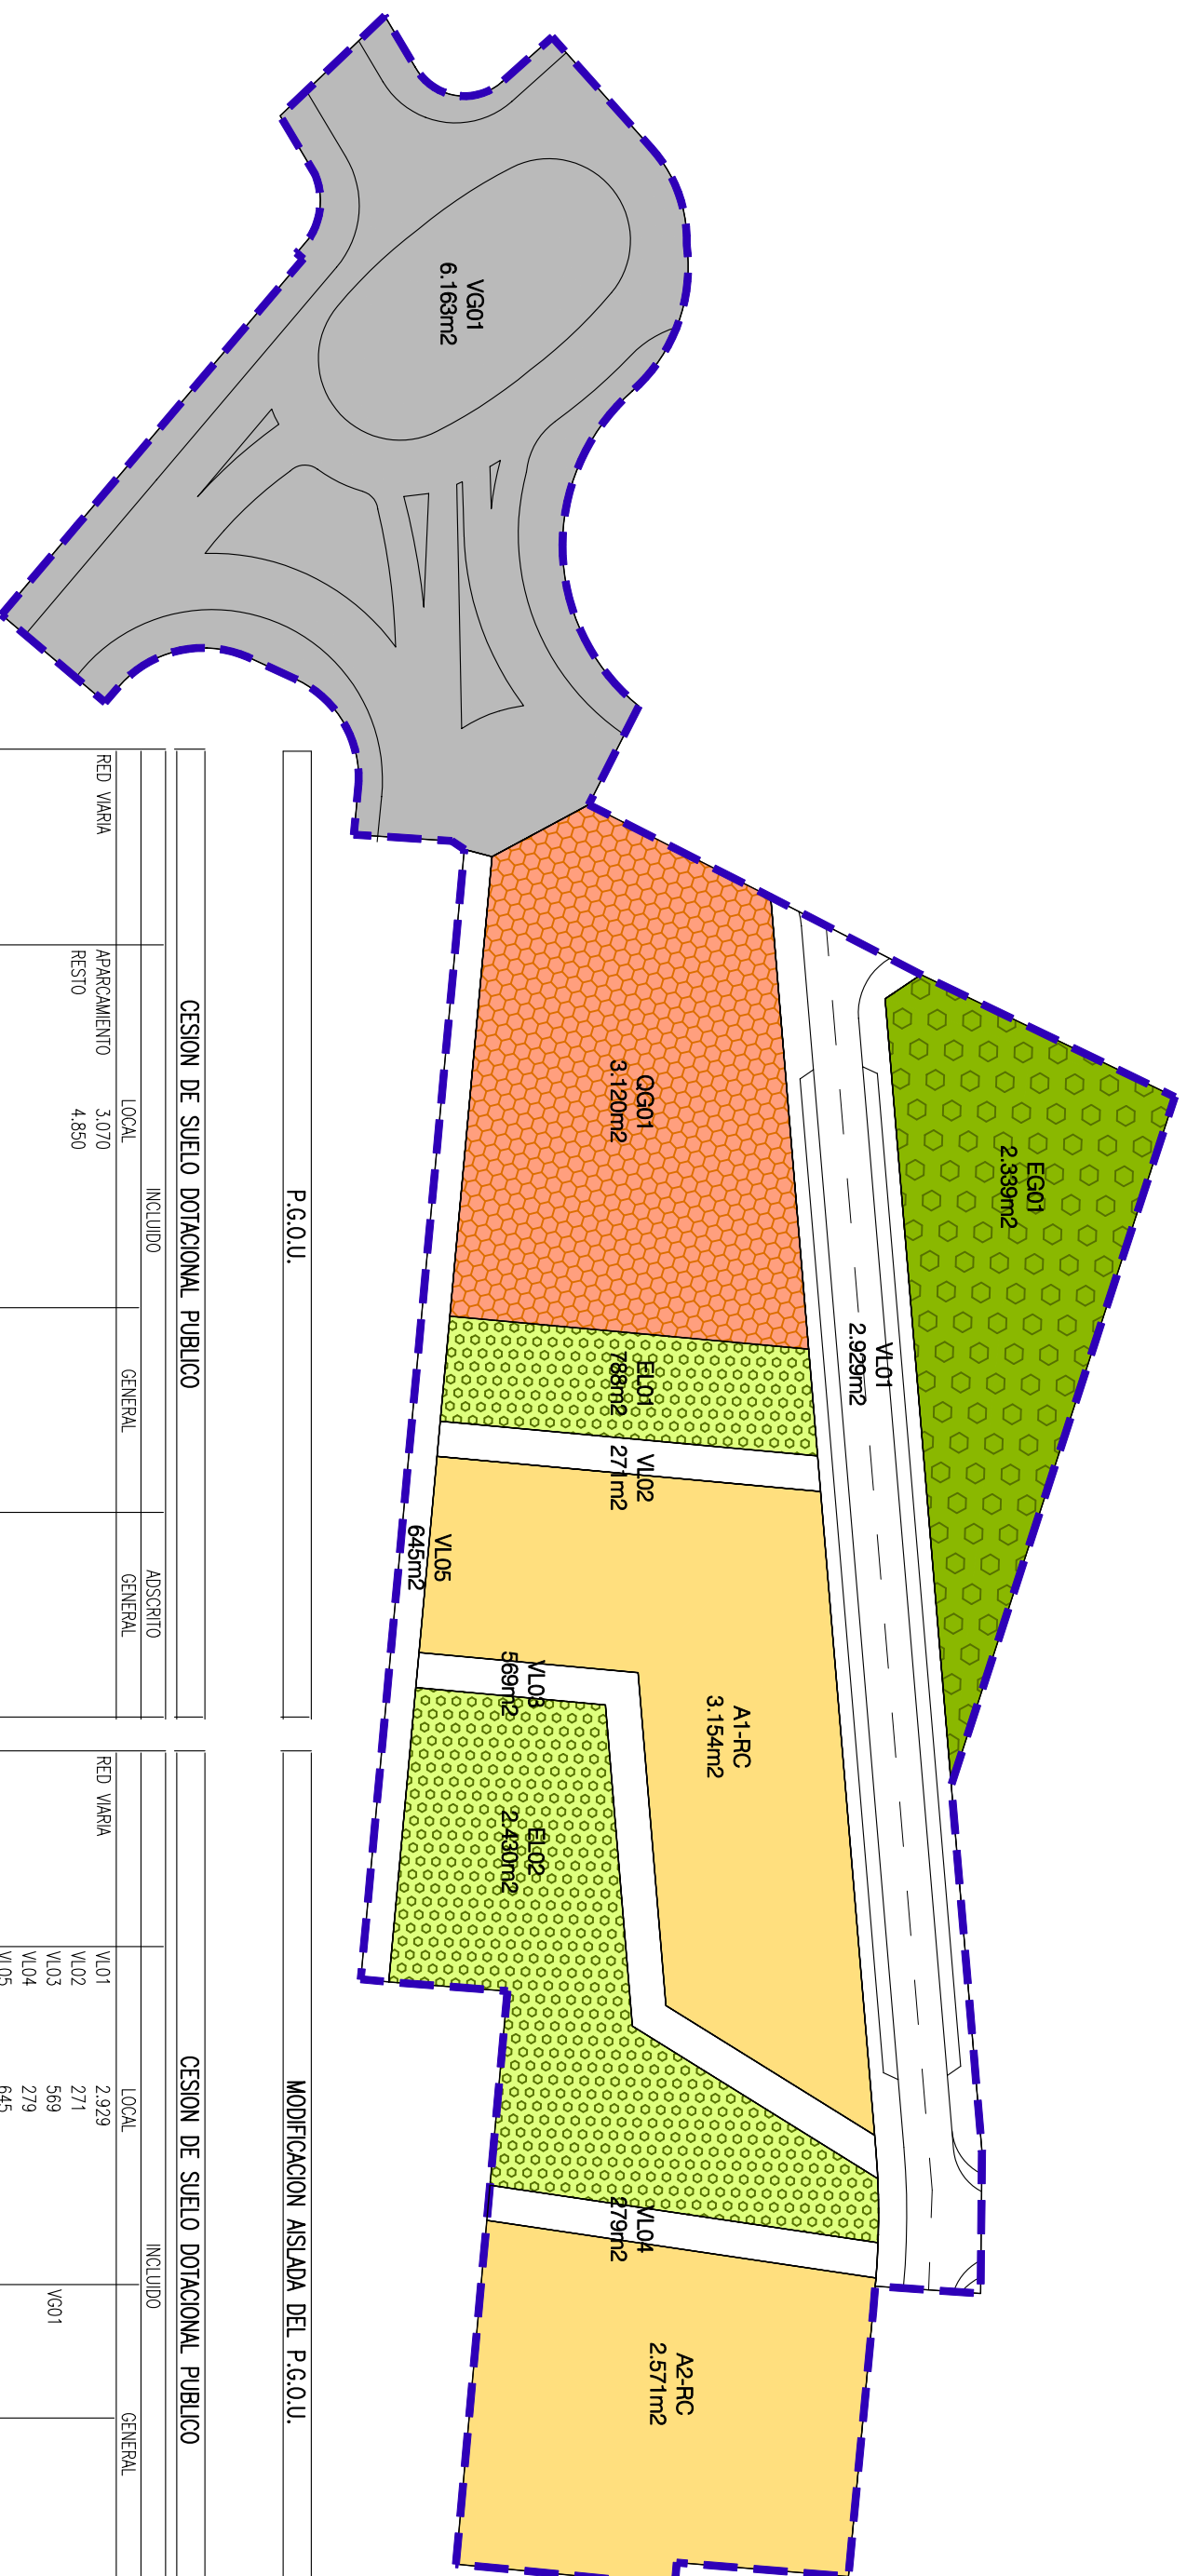 VG01
6.163m2
QG01
3.120m2
EG01
2.339m2
VL01
2.929m2
EL01
788m2
VL02
271m2
VL05
645m2
VL03
569m2
A1-RC
3.154m2
EL02
2.430m2
VL04
279m2
A2-RC
2.571m2
P.G.O.U.
CESION DE SUELO DOTACIONAL PUBLICO
INCLUIDO ADSCRITO
LOCAL GENERAL GENERAL
RED VIARIA APARCAMIENTO 3.070
RESTO 4.850
MODIFICACION AISLADA DEL P.G.O.U.
CESION DE SUELO DOTACIONAL PUBLICO
INCLUIDO
LOCAL GENERAL
RED VIARIA VL01 2.929
VL02 271
VL03 569 VG01
VL04 279
VL05 645